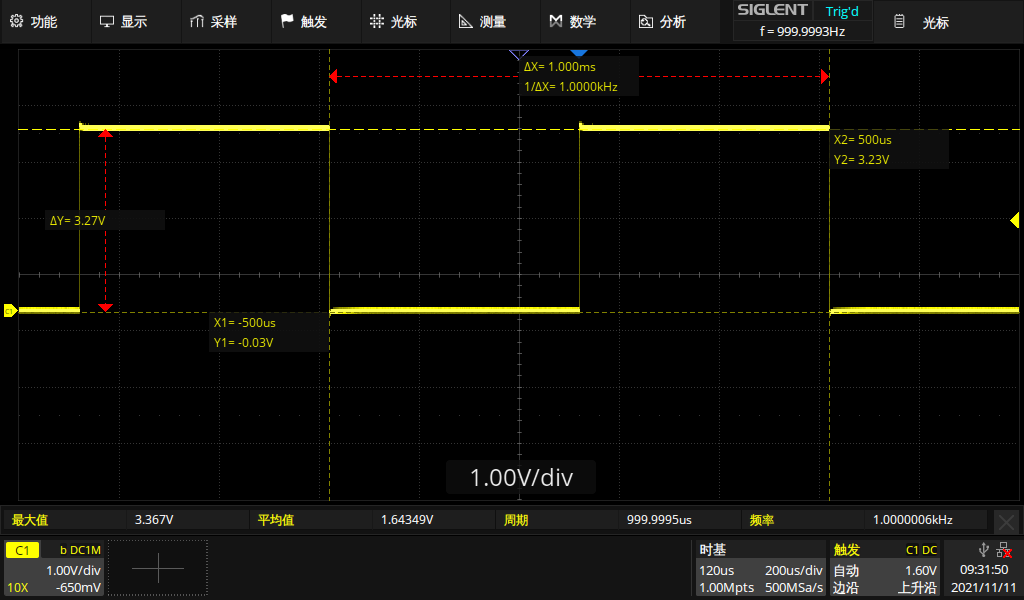 功能 显示 采样 触发 光标 测量 数学 分析 SIGLENT Trig'd 光标
f = 999.9993Hz
ΔX= 1.000ms
1/ΔX= 1.0000kHz
X2= 500us
Y2= 3.23V
ΔY= 3.27V
C1
X1= -500us
Y1= -0.03V
1.00V/div
最大值 3.367V 平均值 1.64349V 周期 999.9995us 频率 1.0000006kHz
C1 b DC1M
1.00V/div
10X -650mV
时基
120us 200us/div
1.00Mpts 500MSa/s
触发 C1 DC
自动 1.60V
边沿 上升沿
09:31:50
2021/11/11